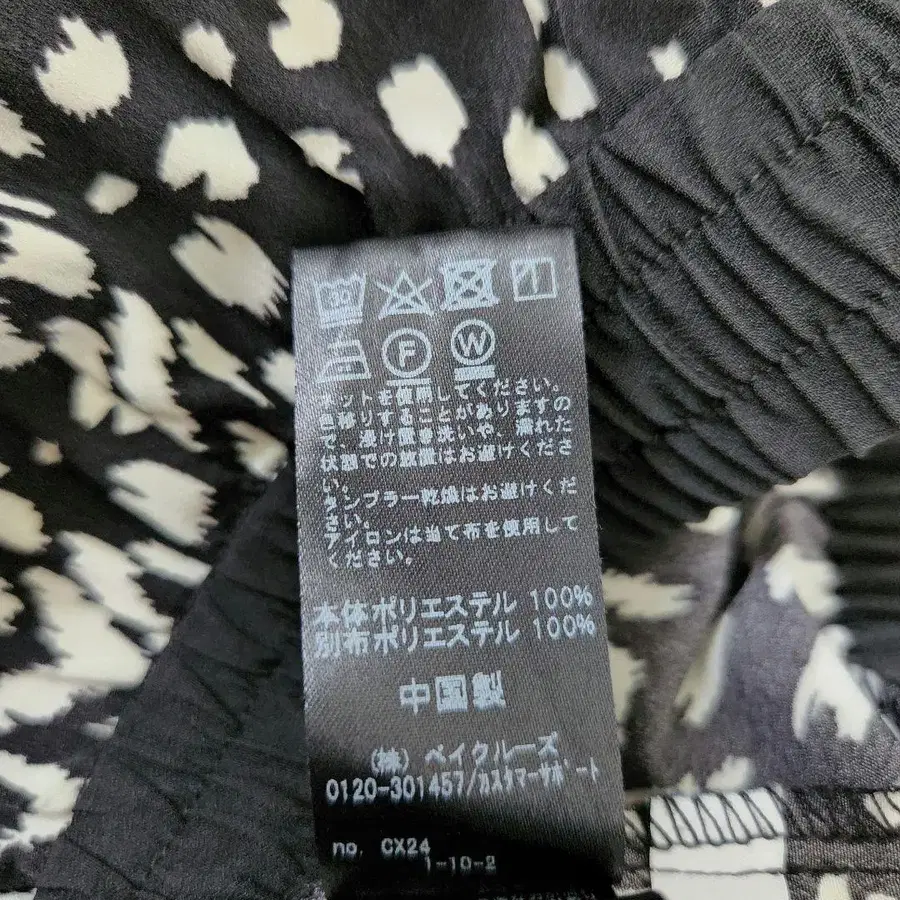 30
F W
ネットを使用してください。
色移りすることがありますの
で、浸け置き洗いや、濡れた
状態での放置はお避けくださ
い。
タンブラー乾燥はお避けくだ
さい。
アイロンは当て布を使用して
ください。
本体ポリエステル 100%
別布ポリエステル 100%
中国製
(株) ベイクルーズ
0120-301457/カスタマーサポート
no. CX24
1-10-2